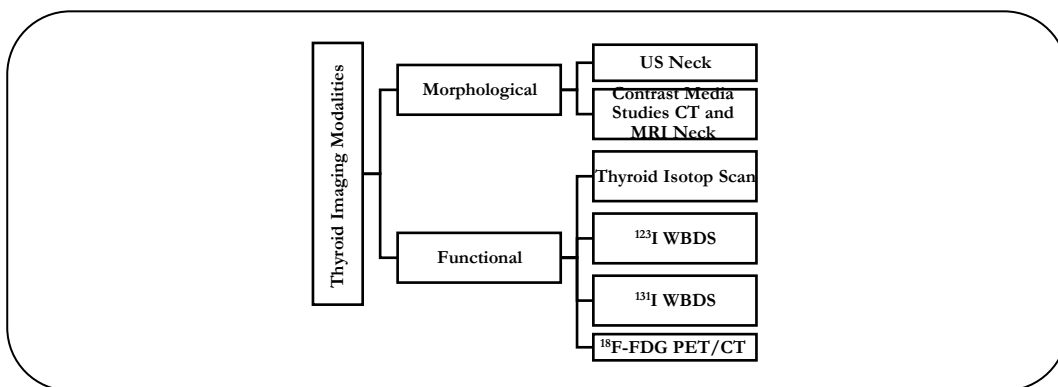 Thyroid Imaging Modalities
Morphological
US Neck
Contrast Media
Studies CT and
MRI Neck
Functional
Thyroid Isotop Scan
¹²³I WBDS
¹³¹I WBDS
¹⁸F-FDG PET/CT